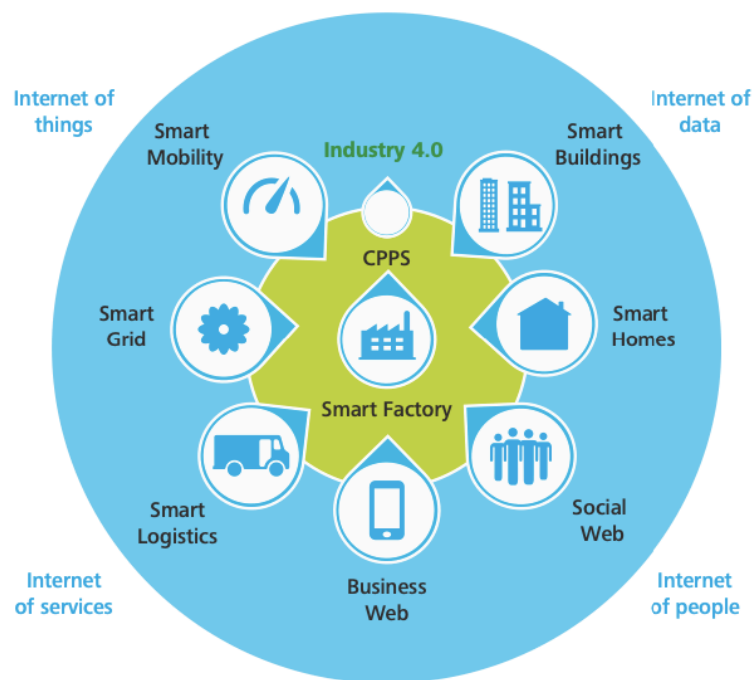 Internet of
things
Internet of
data
Smart
Mobility
Industry 4.0
Smart
Buildings
CPPS
Smart
Grid
Smart
Homes
Smart Factory
Smart
Logistics
Social
Web
Business
Web
Internet
of services
Internet
of people